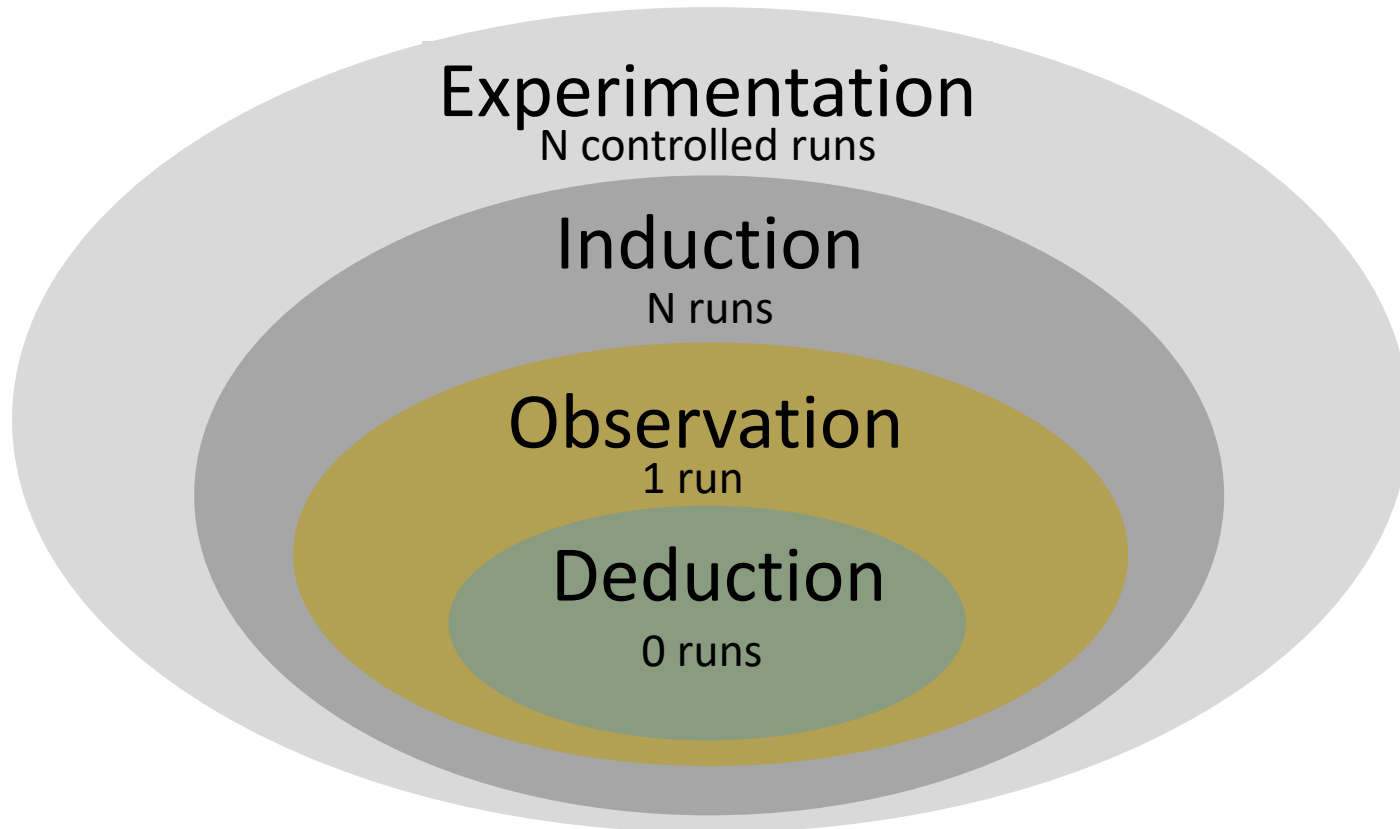 Experimentation
N controlled runs
Induction
N runs
Observation
1 run
Deduction
0 runs